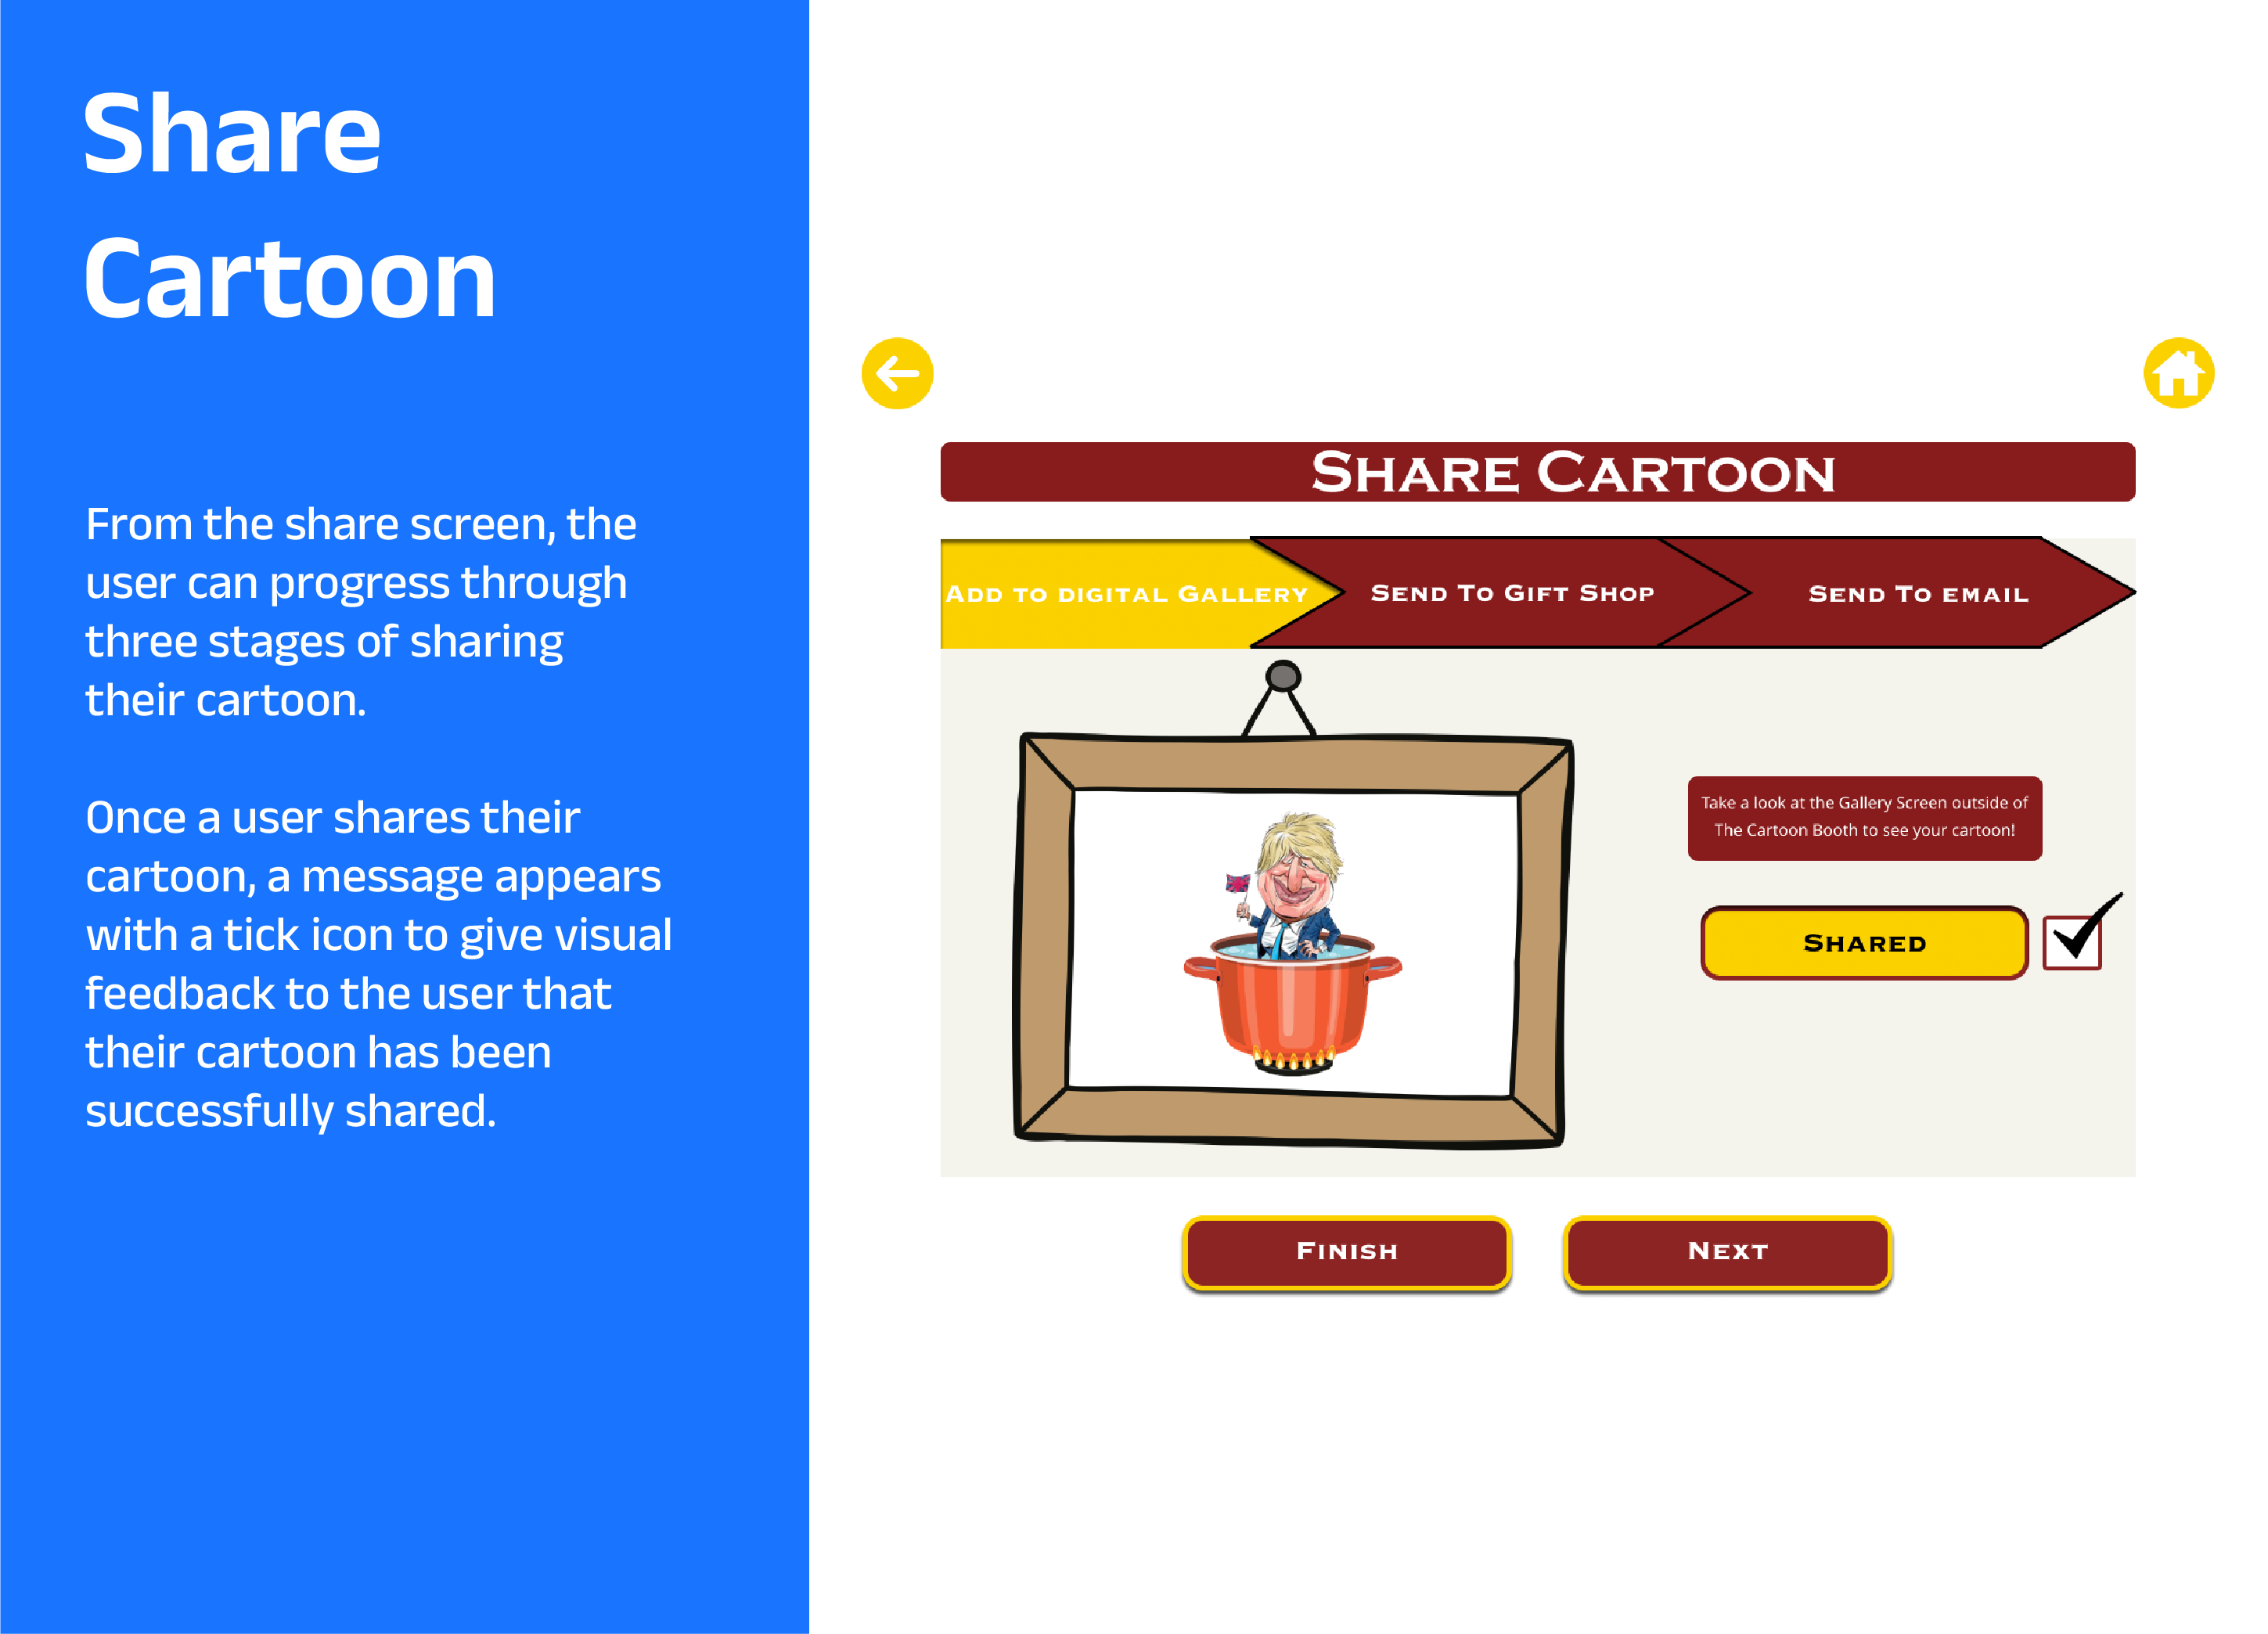 Share
Cartoon
From the share screen, the
user can progress through
three stages of sharing
their cartoon.
Once a user shares their
cartoon, a message appears
with a tick icon to give visual
feedback to the user that
their cartoon has been
successfully shared.
Share Cartoon
Add to digital Gallery
Send To Gift Shop
Send To email
Take a look at the Gallery Screen outside of
The Cartoon Booth to see your cartoon!
Shared
Finish
Next